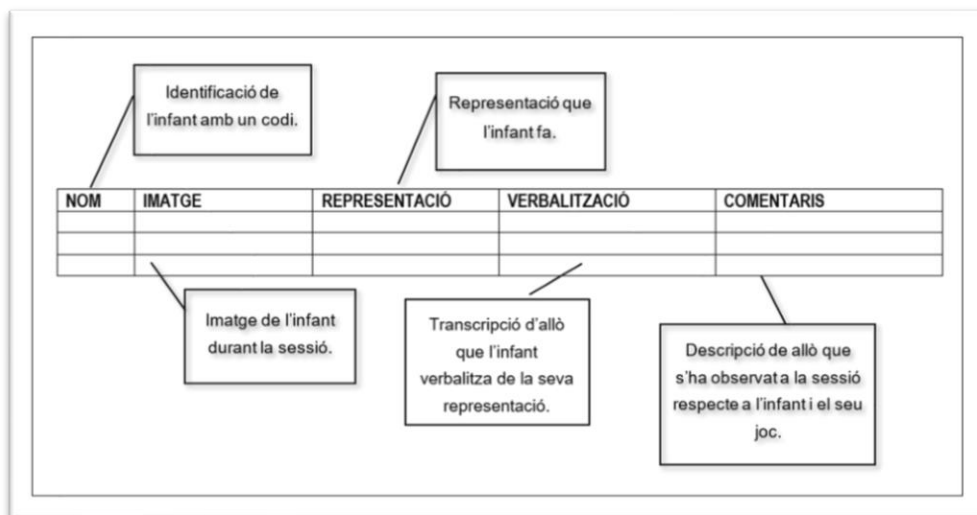 Identificació de
l'infant amb un codi.
Representació que
l'infant fa.
NOM IMATGE REPRESENTACIÓ VERBALITZACIÓ COMENTARIS
Imatge de l'infant
durant la sessió.
Transcripció d'allò
que l'infant
verbalitza de la seva
representació.
Descripció de allò que
s'ha observat a la sessió
respecte a l'infant i el seu
joc.